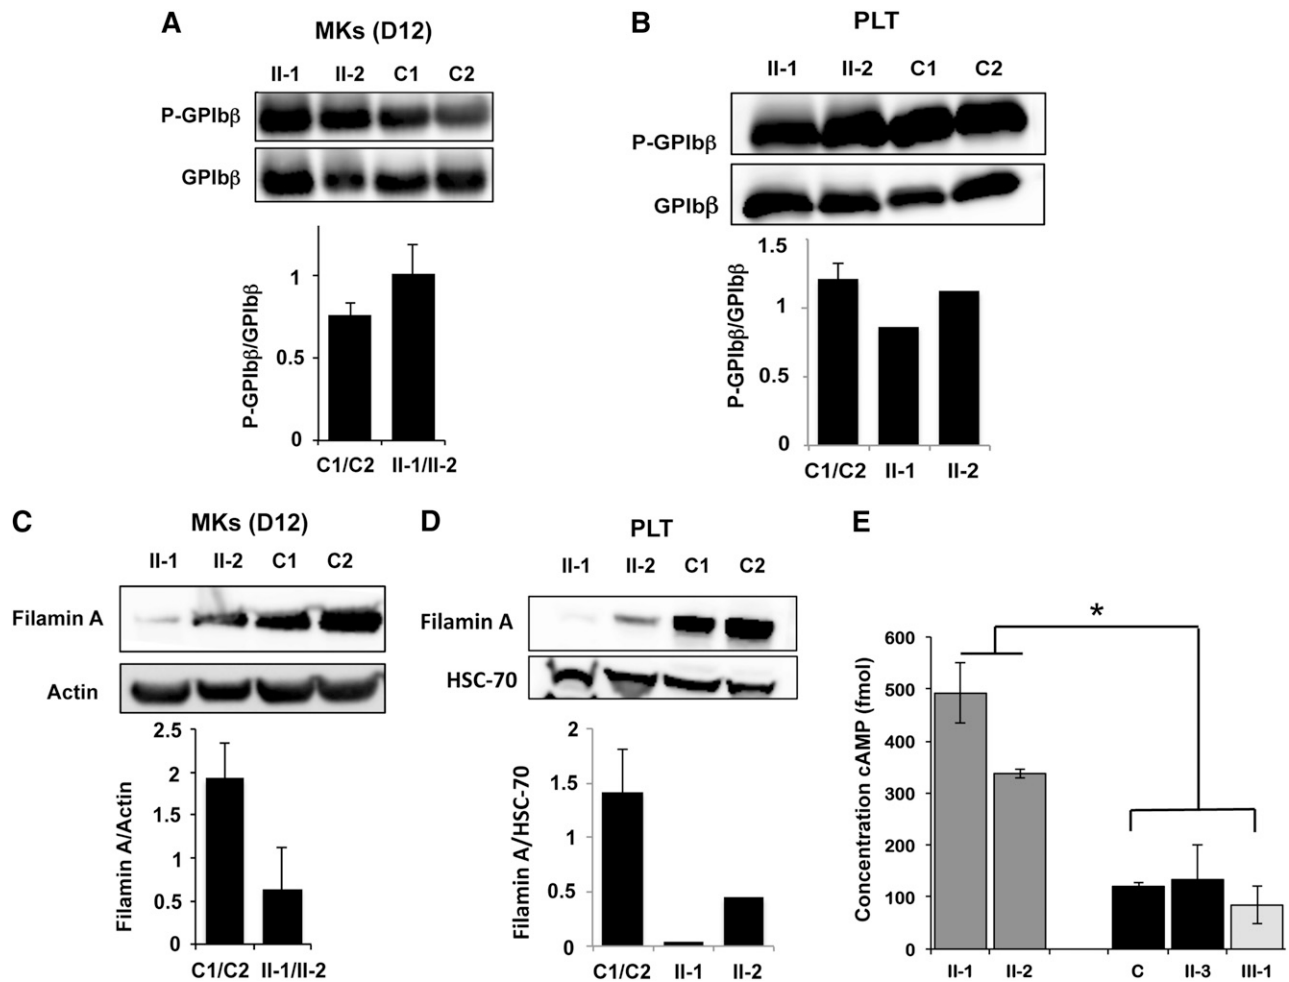 A
MKs (D12)
II-1 II-2 C1 C2
P-GPIbβ
GPIbβ
P-GPIbβ/GPIbβ
1
0.5
0
C1/C2 II-1/II-2
B
PLT
II-1 II-2 C1 C2
P-GPIbβ
GPIbβ
P-GPIbβ/GPIbβ
1.5
1
0.5
0
C1/C2 II-1 II-2
C
MKs (D12)
II-1 II-2 C1 C2
Filamin A
Actin
Filamin A/Actin
2.5
2
1.5
1
0.5
0
C1/C2 II-1/II-2
D
PLT
II-1 II-2 C1 C2
Filamin A
HSC-70
Filamin A/HSC-70
2
1.5
1
0.5
0
C1/C2 II-1 II-2
E
*
Concentration cAMP (fmol)
600
500
400
300
200
100
0
II-1 II-2 C II-3 III-1